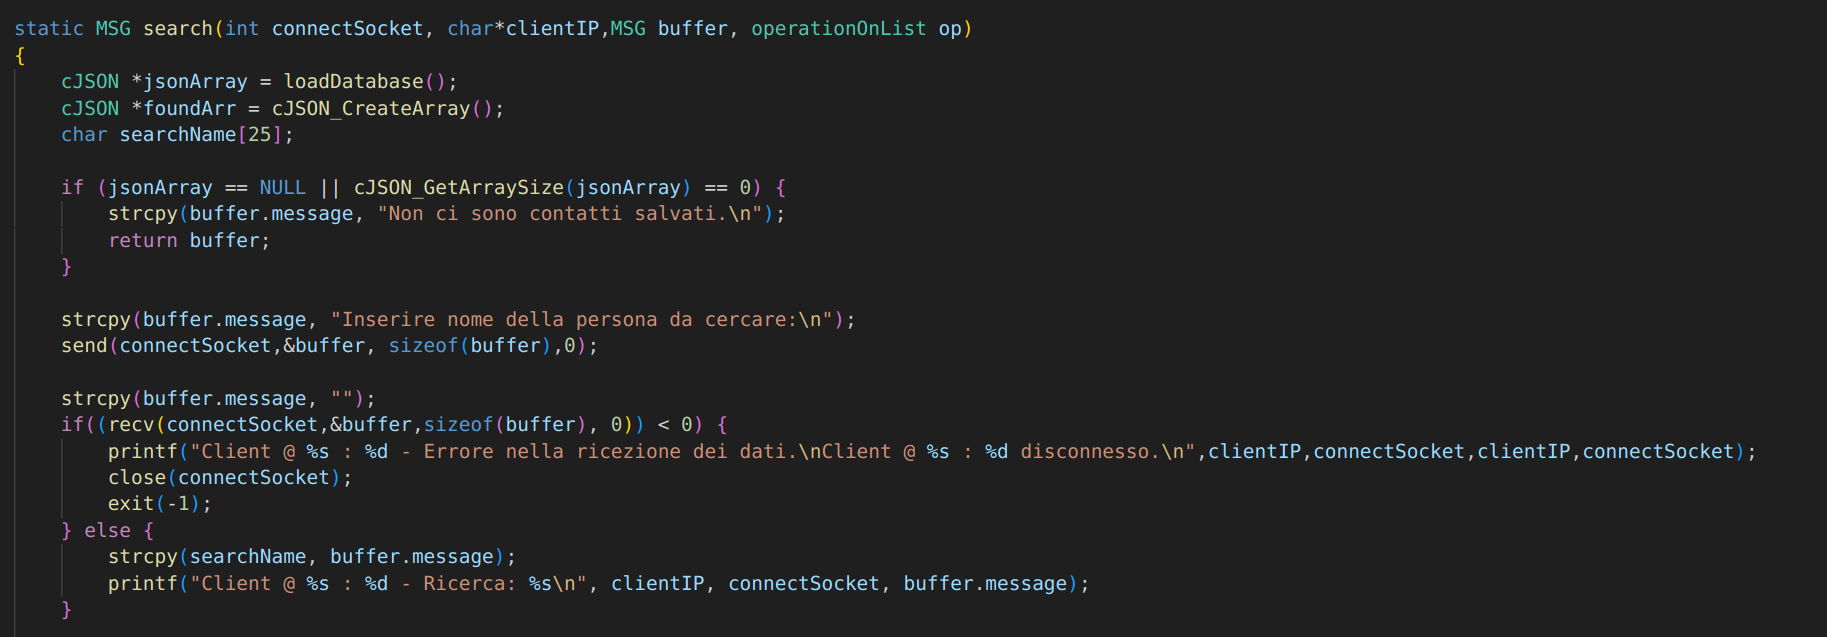 static MSG search(int connectSocket, char*clientIP,MSG buffer, operationOnList op)
{
    cJSON *jsonArray = loadDatabase();
    cJSON *foundArr = cJSON_CreateArray();
    char searchName[25];

    if (jsonArray == NULL || cJSON_GetArraySize(jsonArray) == 0) {
        strcpy(buffer.message, "Non ci sono contatti salvati.\n");
        return buffer;
    }

    strcpy(buffer.message, "Inserire nome della persona da cercare:\n");
    send(connectSocket,&buffer, sizeof(buffer),0);

    strcpy(buffer.message, "");
    if((recv(connectSocket,&buffer,sizeof(buffer), 0)) < 0) {
        printf("Client @ %s : %d - Errore nella ricezione dei dati.\nClient @ %s : %d disconnesso.\n",clientIP,connectSocket,clientIP,connectSocket);
        close(connectSocket);
        exit(-1);
    } else {
        strcpy(searchName, buffer.message);
        printf("Client @ %s : %d - Ricerca: %s\n", clientIP, connectSocket, buffer.message);
    }